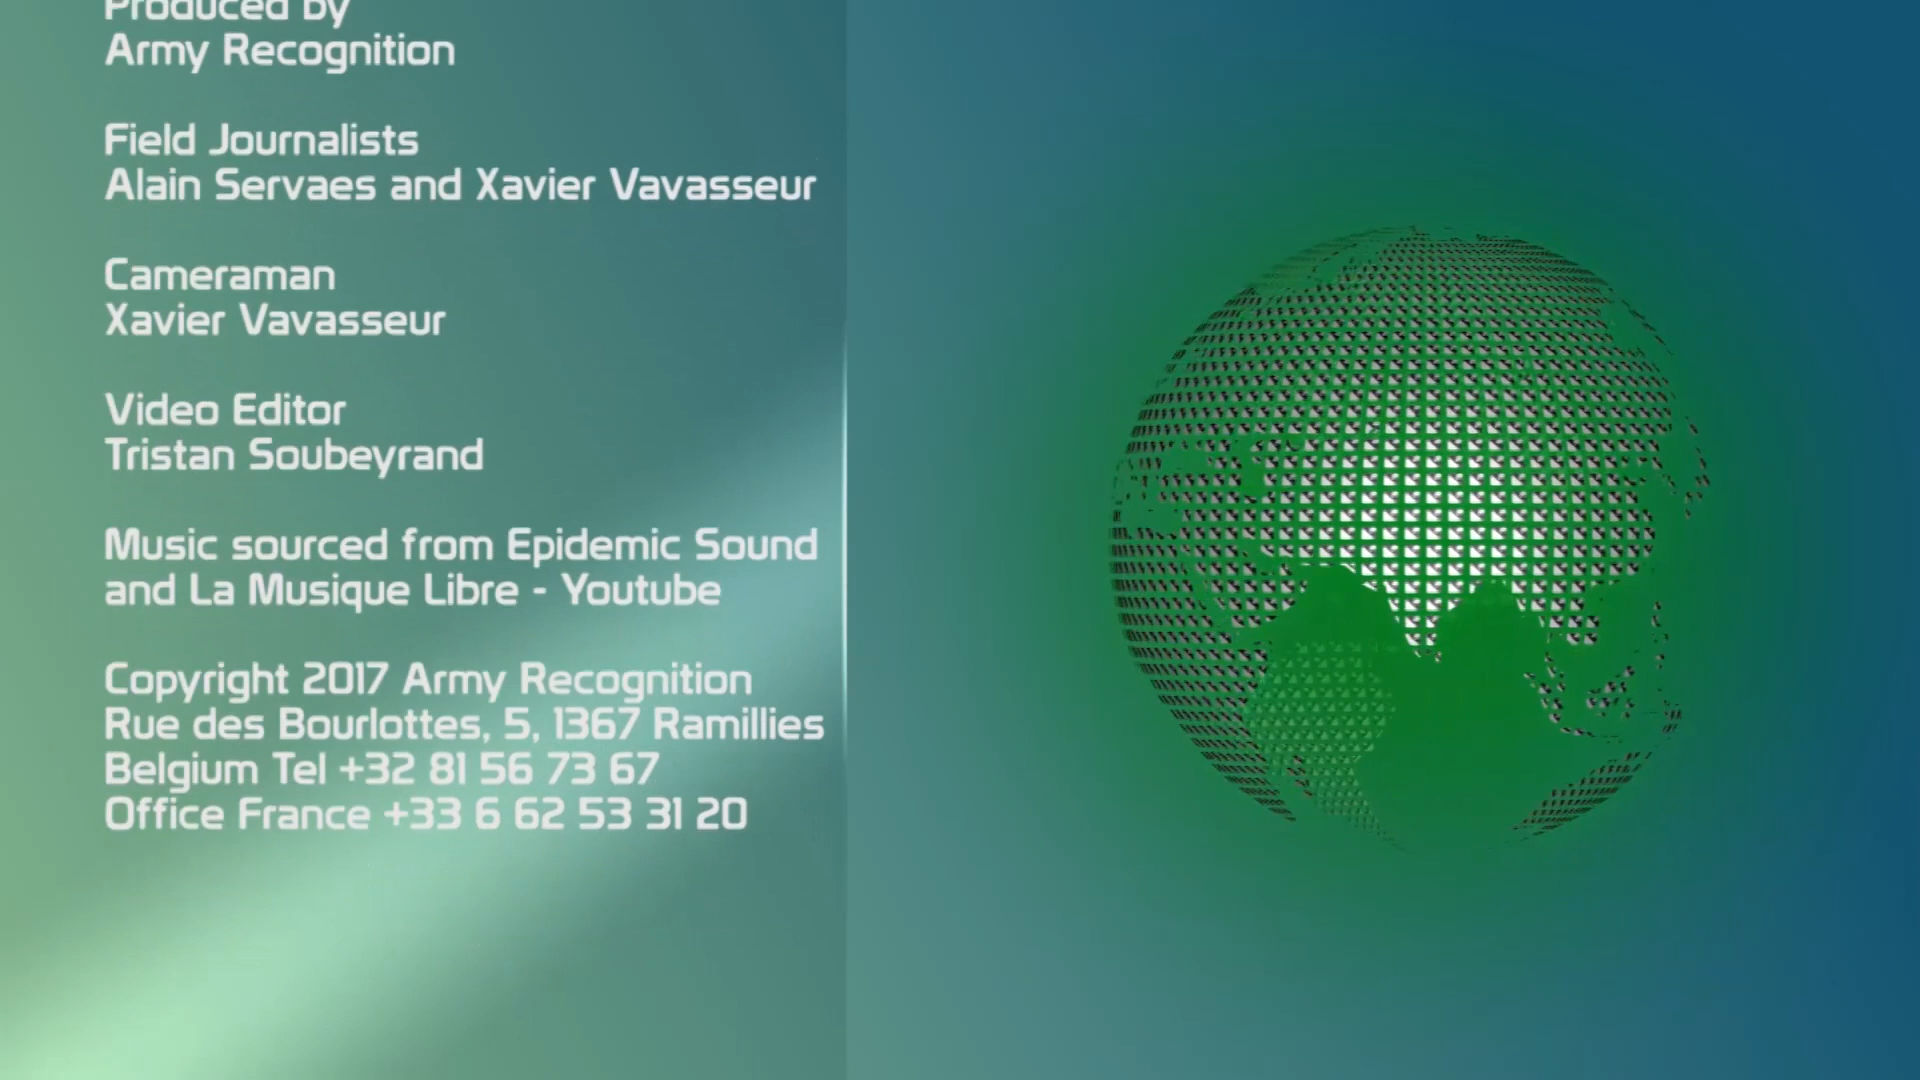 Produced by
Army Recognition
Field Journalists
Alain Servaes and Xavier Vavasseur
Cameraman
Xavier Vavasseur
Video Editor
Tristan Soubeyrand
Music sourced from Epidemic Sound
and La Musique Libre - Youtube
Copyright 2017 Army Recognition
Rue des Bourlottes, 5, 1367 Ramillies
Belgium Tel +32 81 56 73 67
Office France +33 6 62 53 31 20